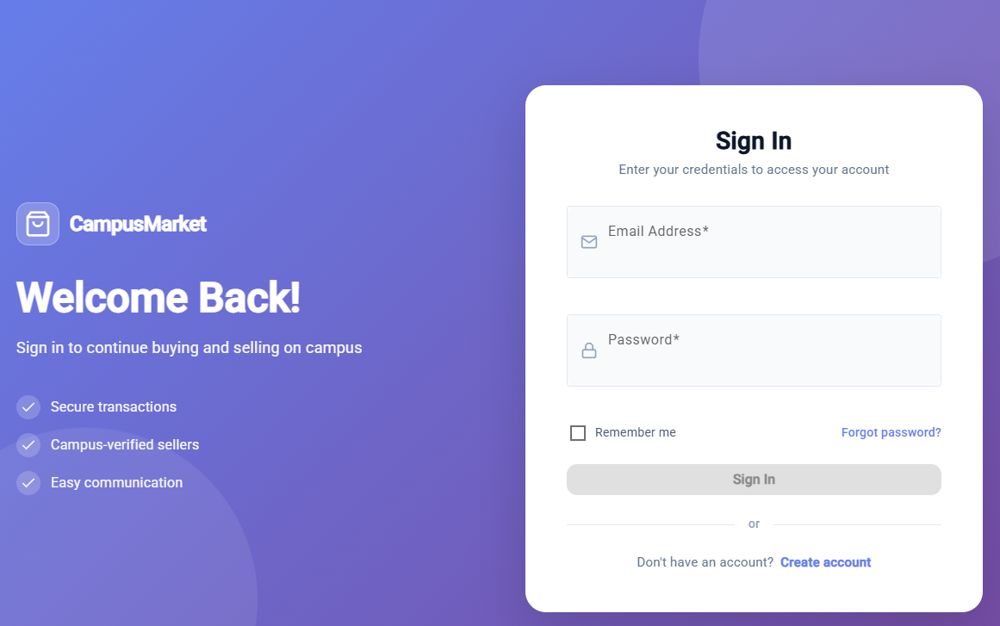 CampusMarket
Welcome Back!
Sign in to continue buying and selling on campus
Secure transactions
Campus-verified sellers
Easy communication
Sign In
Enter your credentials to access your account
Email Address*
Password*
Remember me
Forgot password?
Sign In
or
Don't have an account? Create account